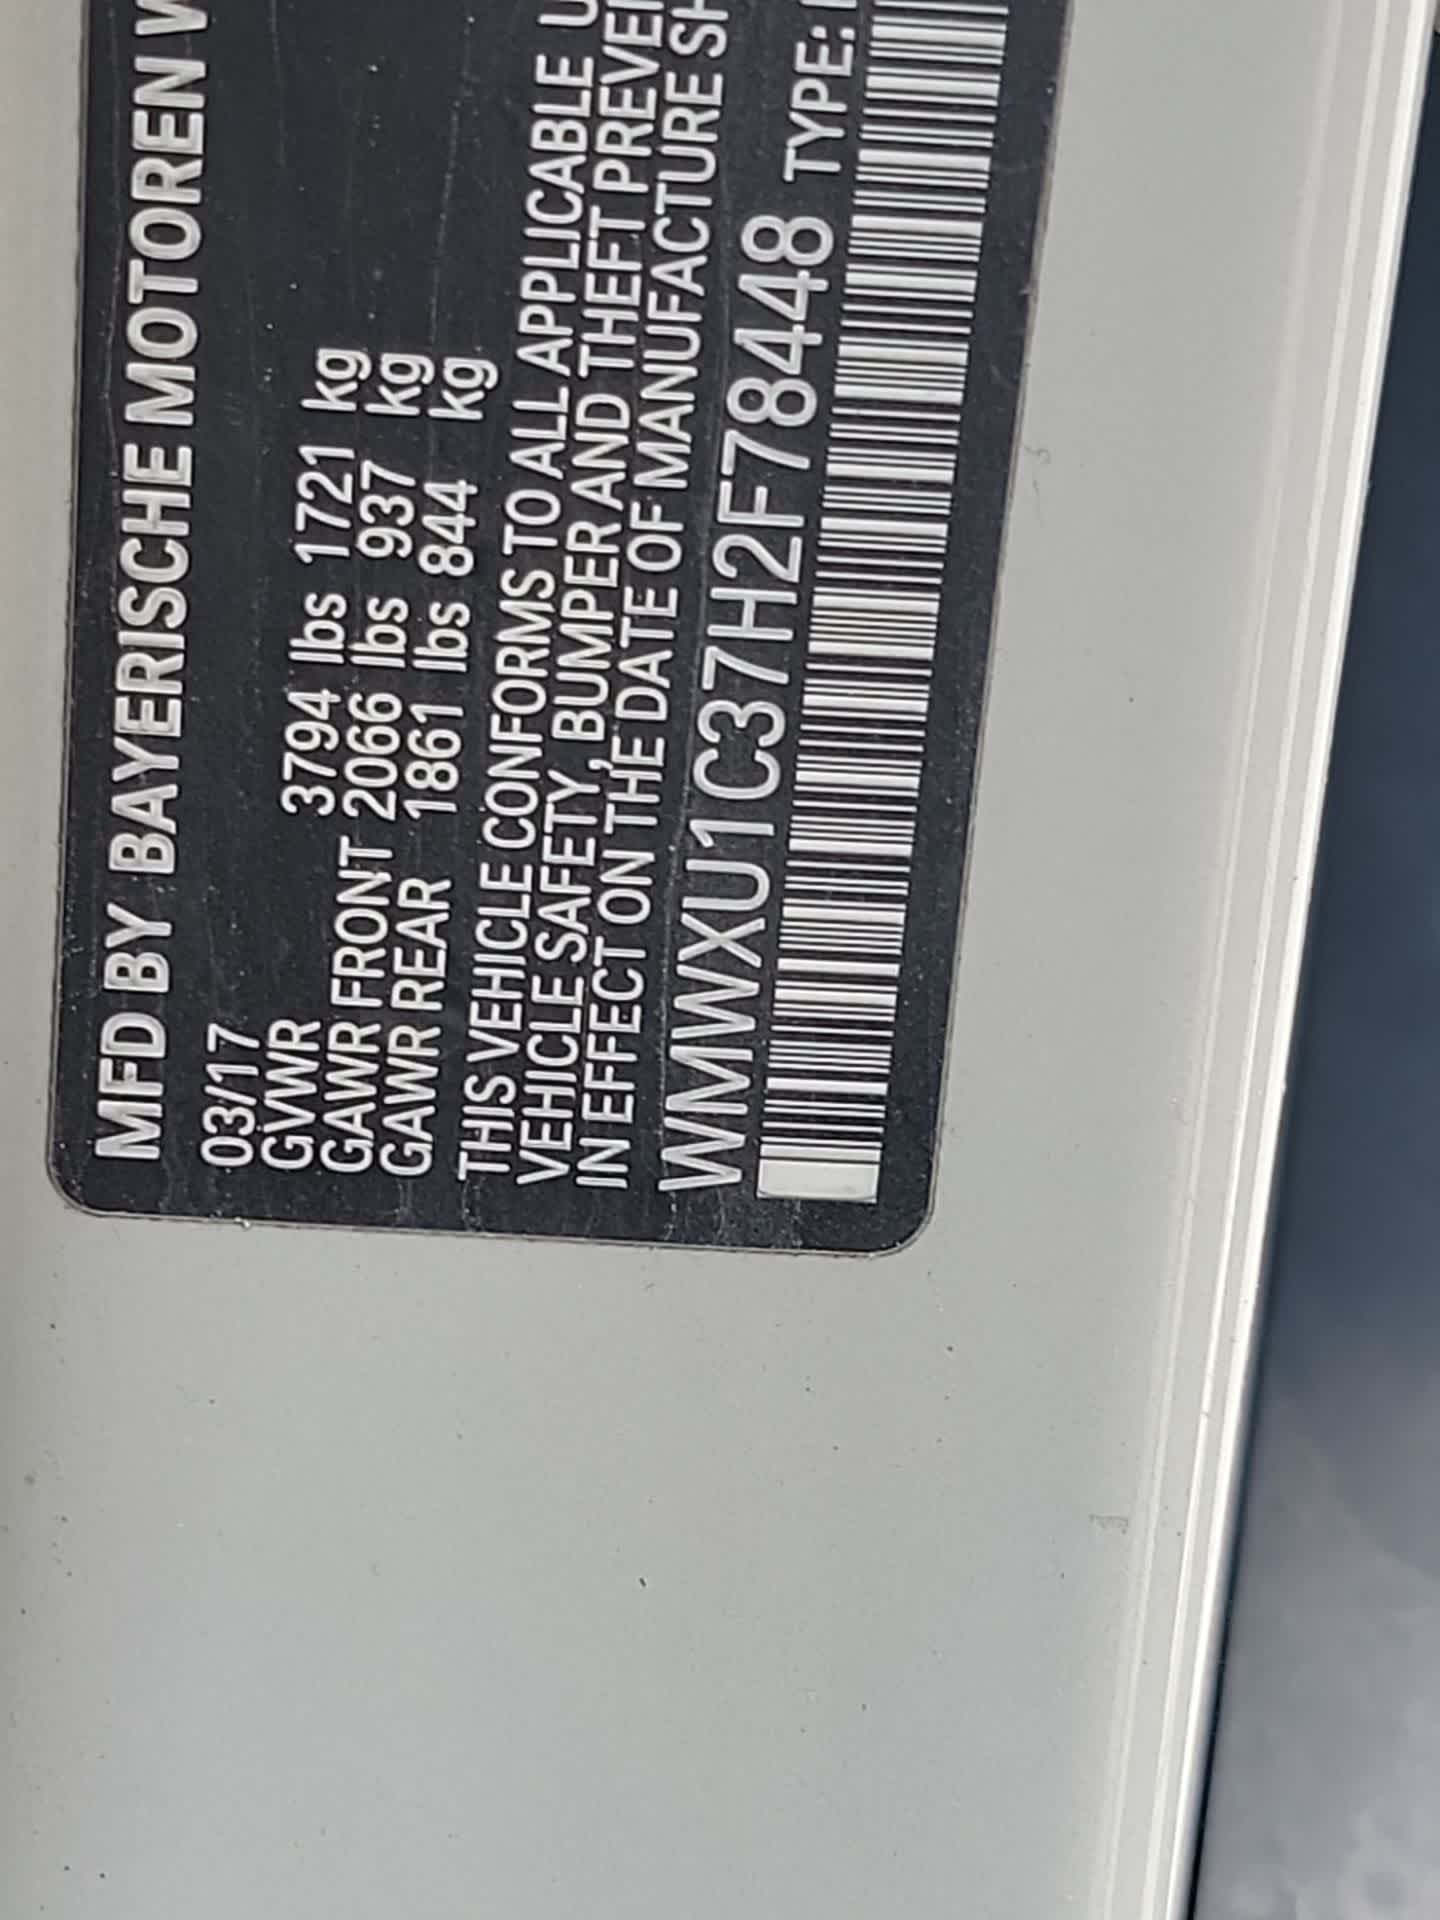 MFD BY BAYERISCHE MOTOREN
03/17
GVWR 3794 lbs 1721 kg
GAWR FRONT 2066 lbs 937 kg
GAWR REAR 1861 lbs 844 kg
THIS VEHICLE CONFORMS TO ALL APPLICABLE
VEHICLE SAFETY, BUMPER AND THEFT
IN EFFECT ON THE DATE OF MANUFACTURE
WMWXU1C37H2F78448 TYPE: